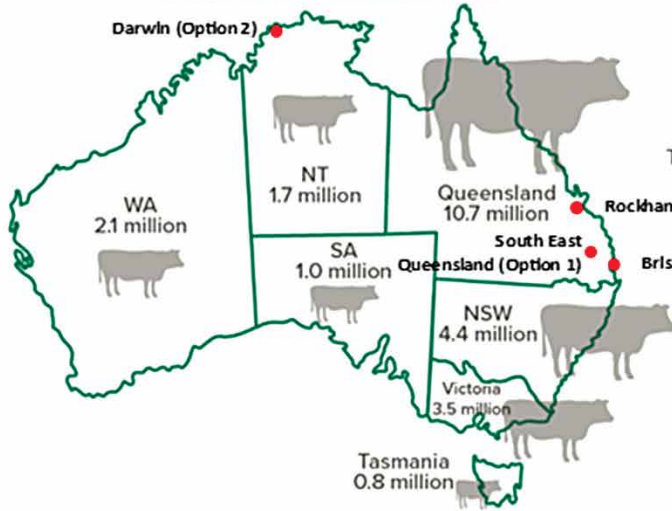 Darwin (Option 2)
NT
1.7 million
WA
2.1 million
Queensland
10.7 million
Rockhan
South East
Queensland (Option 1)
Bris
SA
1.0 million
NSW
4.4 million
Victoria
3.5 million
Tasmania
0.8 million
T